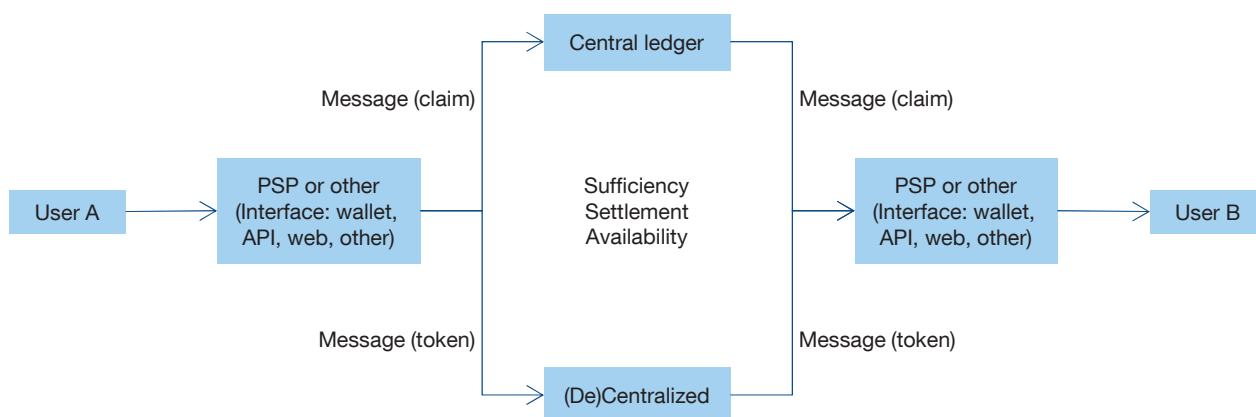 Central ledger
Message (claim)
Message (claim)
User A
PSP or other
(Interface: wallet,
API, web, other)
Sufficiency
Settlement
Availability
PSP or other
(Interface: wallet,
API, web, other)
User B
Message (token)
Message (token)
(De)Centralized